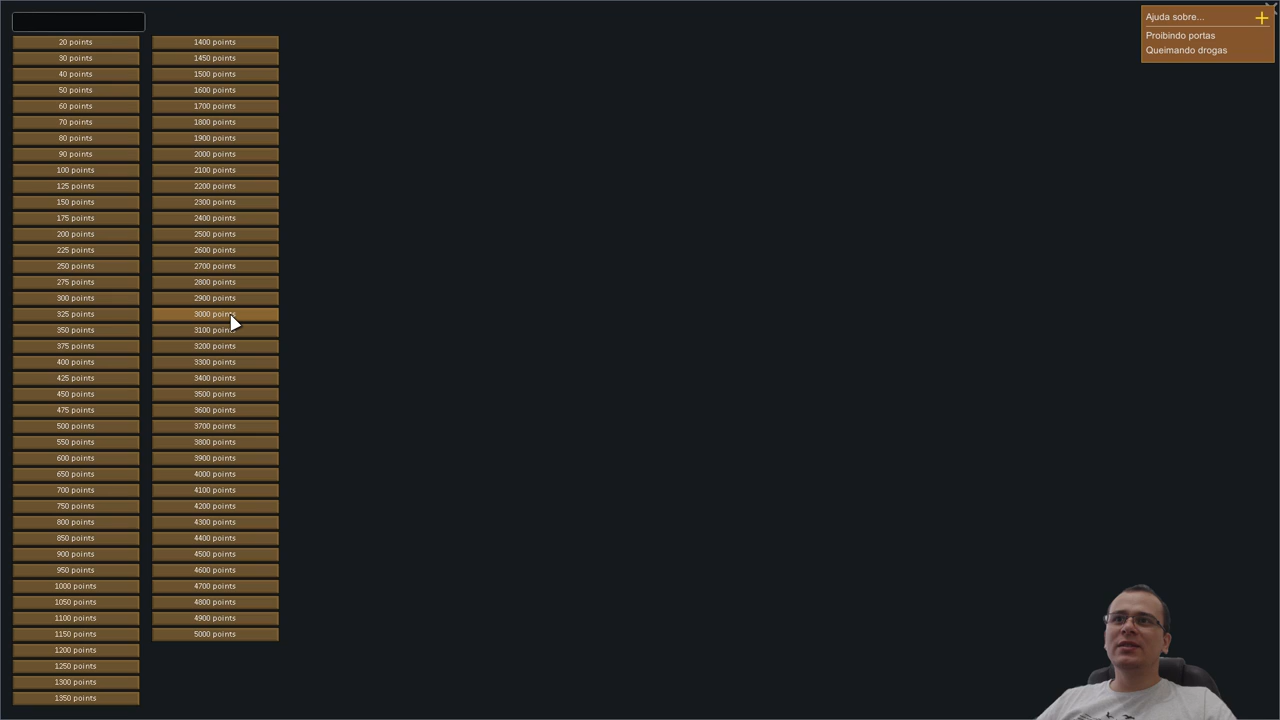 20 points
30 points
40 points
50 points
60 points
70 points
80 points
90 points
100 points
125 points
150 points
175 points
200 points
225 points
250 points
275 points
300 points
325 points
350 points
375 points
400 points
425 points
450 points
475 points
500 points
550 points
600 points
650 points
700 points
750 points
800 points
850 points
900 points
950 points
1000 points
1050 points
1100 points
1150 points
1200 points
1250 points
1300 points
1350 points
1400 points
1450 points
1500 points
1600 points
1700 points
1800 points
1900 points
2000 points
2100 points
2200 points
2300 points
2400 points
2500 points
2600 points
2700 points
2800 points
2900 points
3000 points
3100 points
3200 points
3300 points
3400 points
3500 points
3600 points
3700 points
3800 points
3900 points
4000 points
4100 points
4200 points
4300 points
4400 points
4500 points
4600 points
4700 points
4800 points
4900 points
5000 points
Ajuda sobre...
Proibindo portas
Queimando drogas